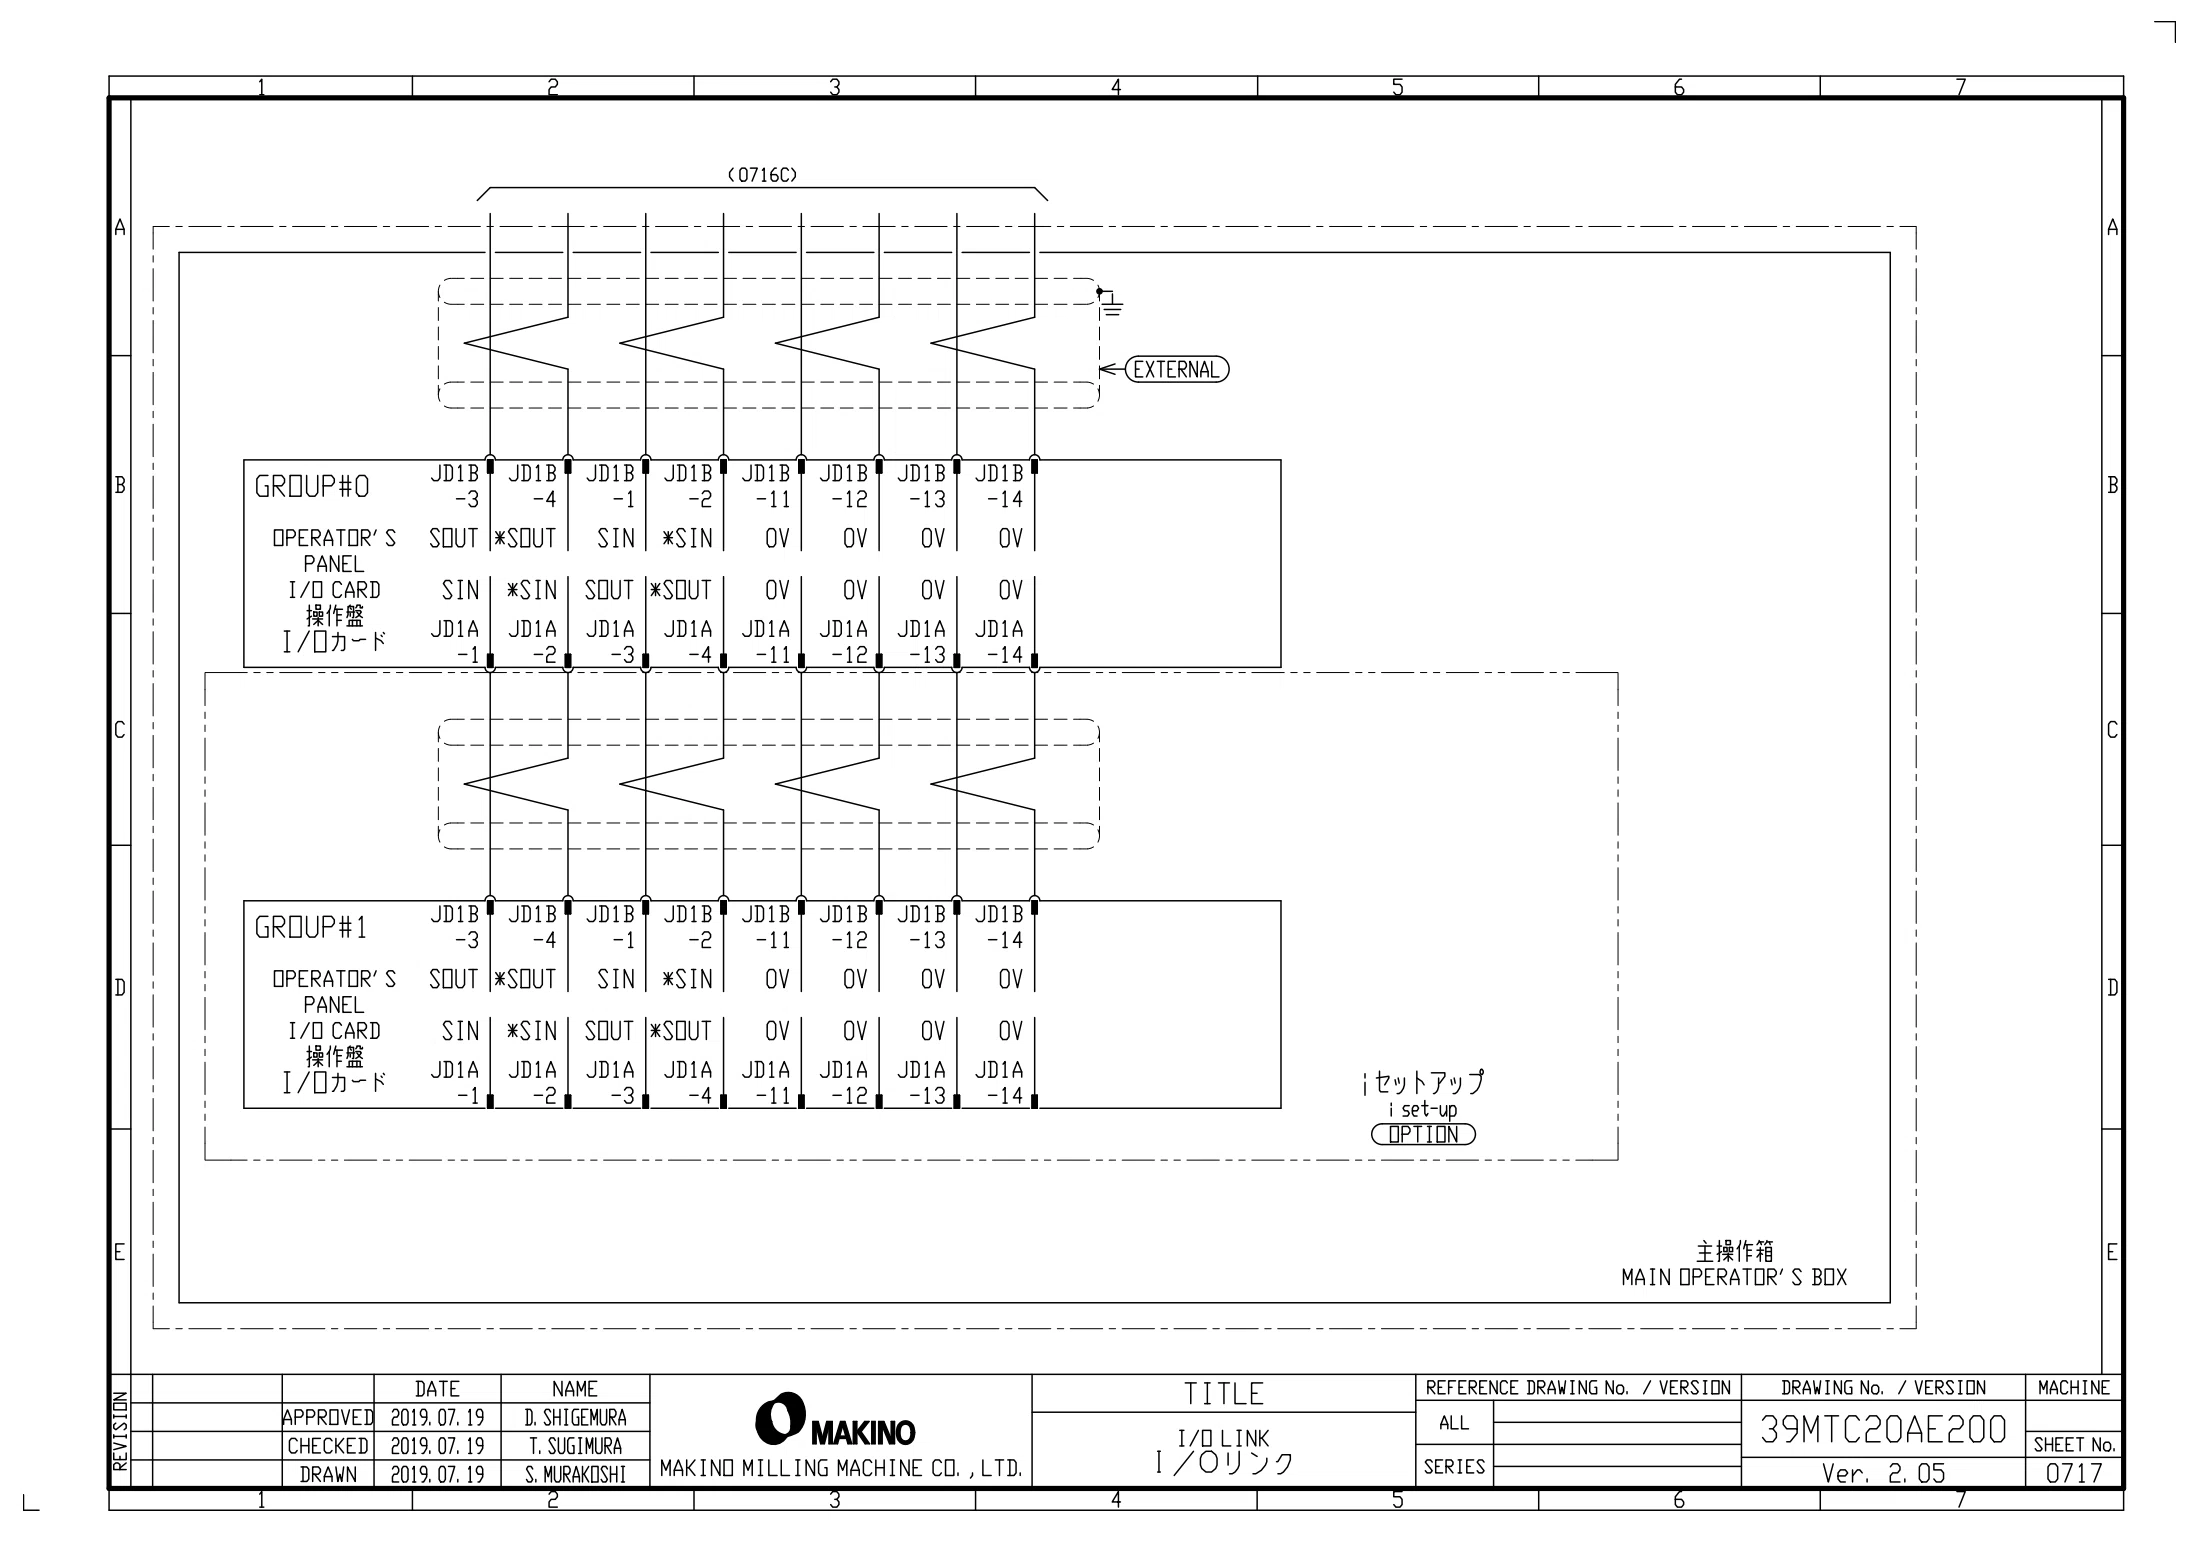 1 2 3 4 5 6 7
(0716C)
A A
EXTERNAL
B B
GROUP#0
JD1B JD1B JD1B JD1B JD1B JD1B JD1B JD1B
-3 -4 -1 -2 -11 -12 -13 -14
OPERATOR'S SOUT *SOUT SIN *SIN 0V 0V 0V 0V
PANEL
I/O CARD SIN *SIN SOUT *SOUT 0V 0V 0V 0V
操作盤
I/Oカード JD1A JD1A JD1A JD1A JD1A JD1A JD1A JD1A
-1 -2 -3 -4 -11 -12 -13 -14
C C
GROUP#1
JD1B JD1B JD1B JD1B JD1B JD1B JD1B JD1B
-3 -4 -1 -2 -11 -12 -13 -14
OPERATOR'S SOUT *SOUT SIN *SIN 0V 0V 0V 0V
D D
PANEL
I/O CARD SIN *SIN SOUT *SOUT 0V 0V 0V 0V
操作盤
I/Oカード JD1A JD1A JD1A JD1A JD1A JD1A JD1A JD1A
-1 -2 -3 -4 -11 -12 -13 -14
iセットアップ
i set-up
OPTION
E E
主操作箱
MAIN OPERATOR'S BOX
REVISION
DATE NAME
APPROVED 2019.07.19 D. SHIGEMURA
CHECKED 2019.07.19 T. SUGIMURA
DRAWN 2019.07.19 S. MURAKOSHI
MAKINO
MAKINO MILLING MACHINE CO.,LTD.
TITLE
I/O LINK
I/Oリンク
REFERENCE DRAWING No. / VERSION
ALL
SERIES
DRAWING No. / VERSION
39MTC20AE200
Ver. 2.05
MACHINE
SHEET No.
0717
1 2 3 4 5 6 7